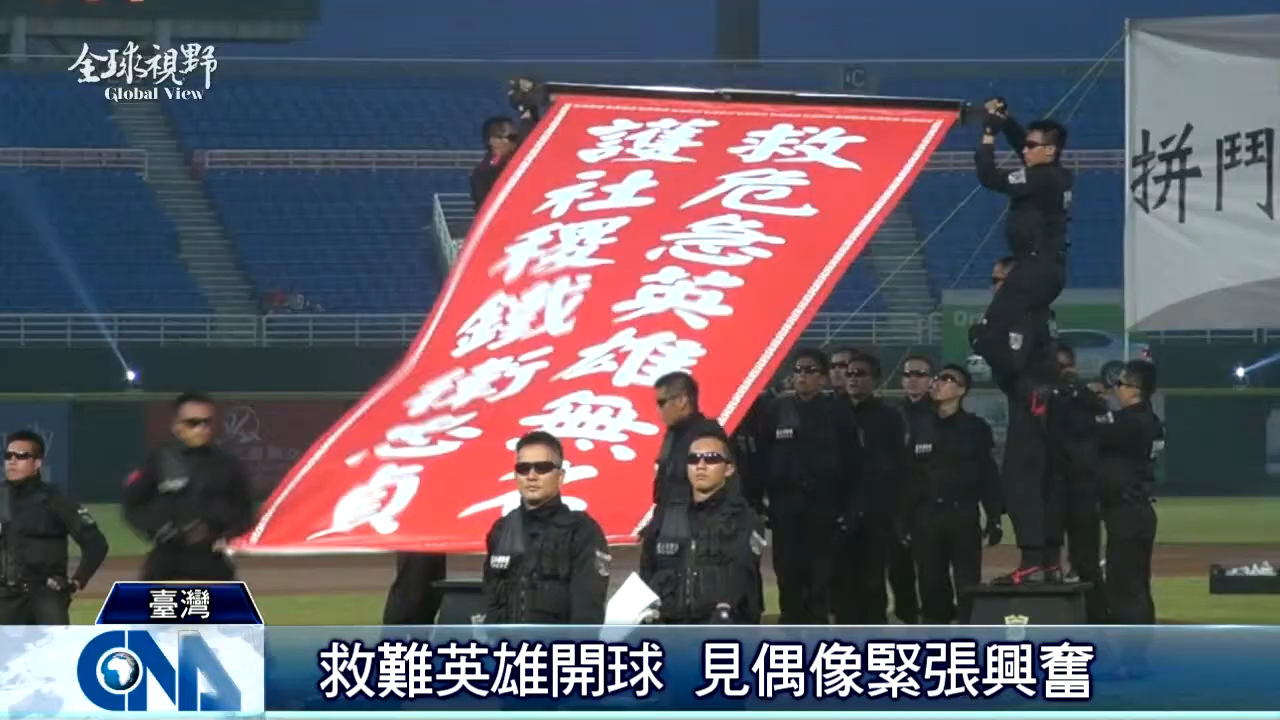 全球視野
Global View
救危急英雄無
護社稷鐵衛忠貞
拼鬥
臺灣
CNA
救難英雄開球 見偶像緊張興奮